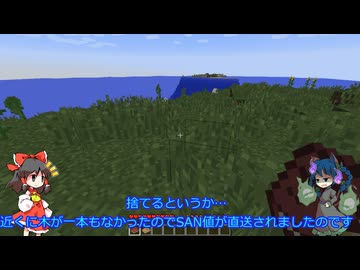 捨てるというか…
近くに木が一本もなかったのでSAN値が直送されましたのです